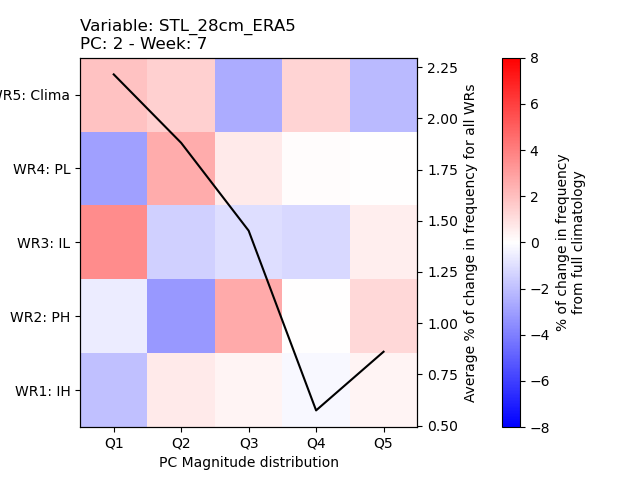 Variable: STL_28cm_ERA5
PC: 2 - Week: 7
WR5: Clima
WR4: PL
WR3: IL
WR2: PH
WR1: IH
Q1 Q2 Q3 Q4 Q5
PC Magnitude distribution
2.25
2.00
1.75
1.50
1.25
1.00
0.75
0.50
Average % of change in frequency for all WRs
8
6
4
2
0
−2
−4
−6
−8
% of change in frequency
from full climatology